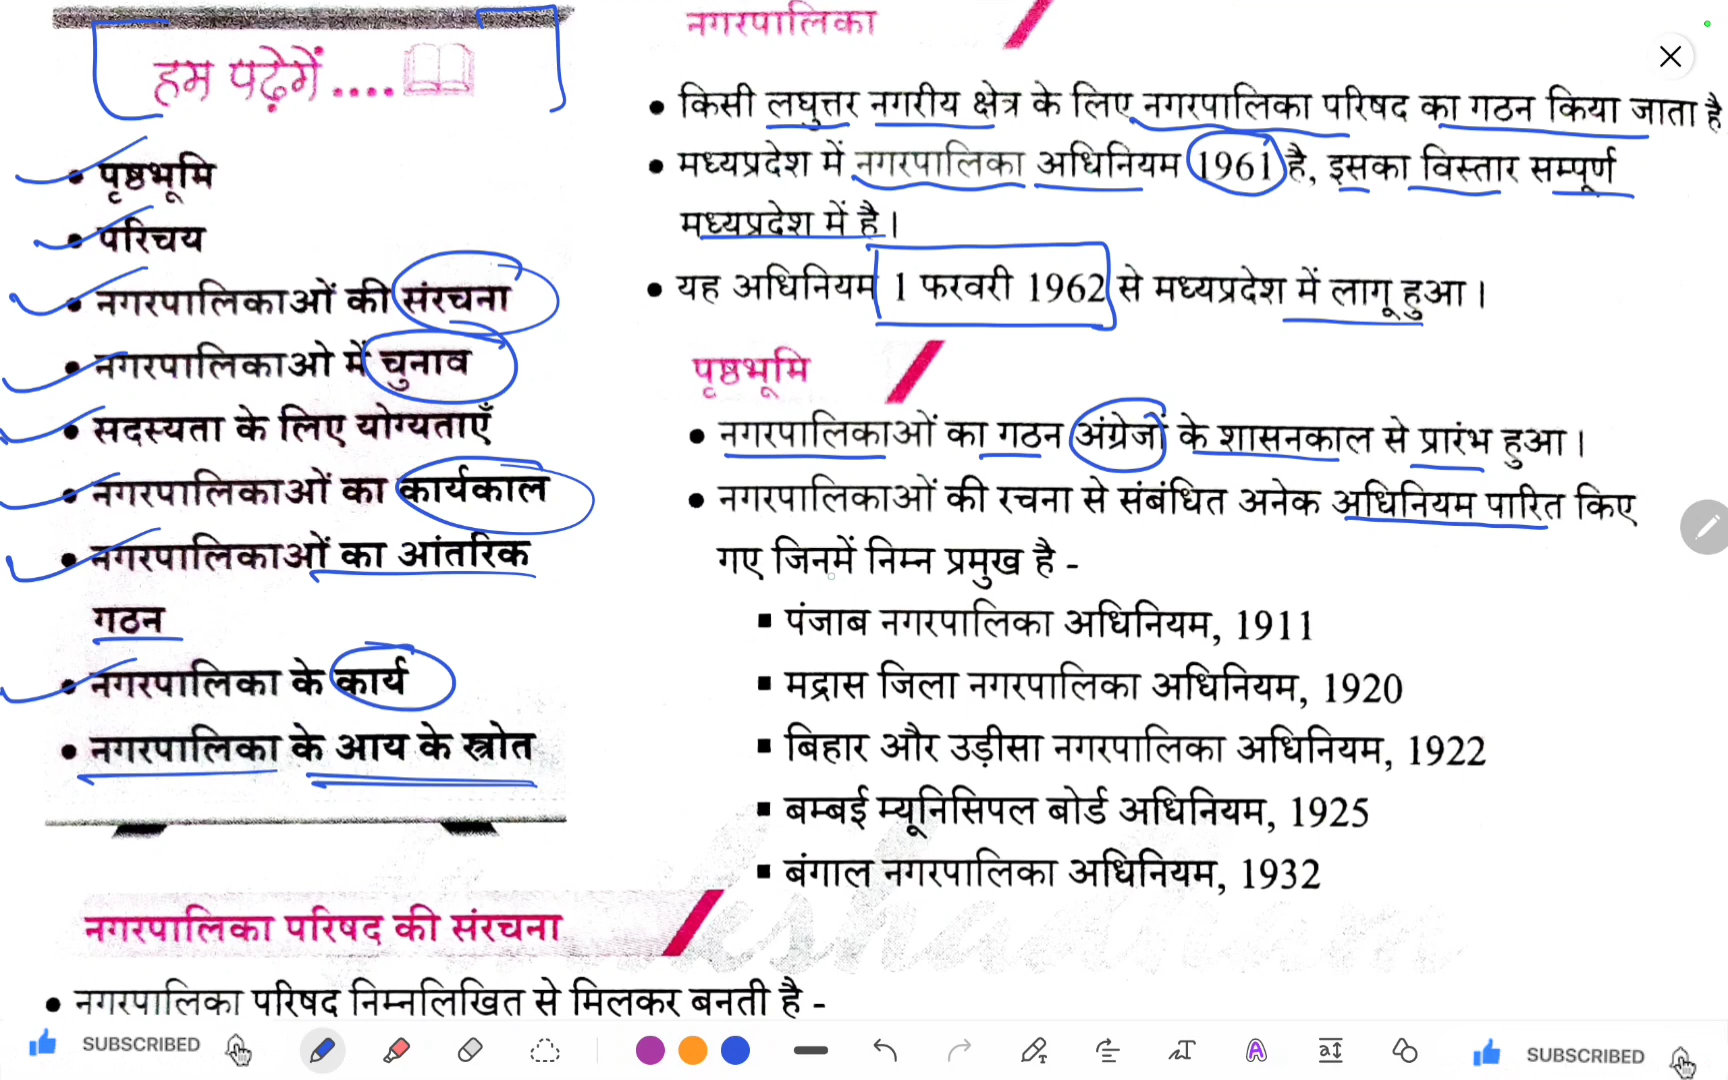 हम पढ़ेगें ....
• पृष्ठभूमि
• परिचय
• नगरपालिकाओं की संरचना
• नगरपालिकाओ में चुनाव
• सदस्यता के लिए योग्यताएँ
• नगरपालिकाओं का कार्यकाल
• नगरपालिकाओं का आंतरिक
गठन
• नगरपालिका के कार्य
• नगरपालिका के आय के स्त्रोत
नगरपालिका
• किसी लघुत्तर नगरीय क्षेत्र के लिए नगरपालिका परिषद का गठन किया जाता है
• मध्यप्रदेश में नगरपालिका अधिनियम 1961 है, इसका विस्तार सम्पूर्ण
मध्यप्रदेश में है।
• यह अधिनियम 1 फरवरी 1962 से मध्यप्रदेश में लागू हुआ।
पृष्ठभूमि
• नगरपालिकाओं का गठन अंग्रेजों के शासनकाल से प्रारंभ हुआ।
• नगरपालिकाओं की रचना से संबंधित अनेक अधिनियम पारित किए
गए जिनमें निम्न प्रमुख है -
▪ पंजाब नगरपालिका अधिनियम, 1911
▪ मद्रास जिला नगरपालिका अधिनियम, 1920
▪ बिहार और उड़ीसा नगरपालिका अधिनियम, 1922
▪ बम्बई म्यूनिसिपल बोर्ड अधिनियम, 1925
▪ बंगाल नगरपालिका अधिनियम, 1932
नगरपालिका परिषद की संरचना
• नगरपालिका परिषद निम्नलिखित से मिलकर बनती है -
SUBSCRIBED
SUBSCRIBED